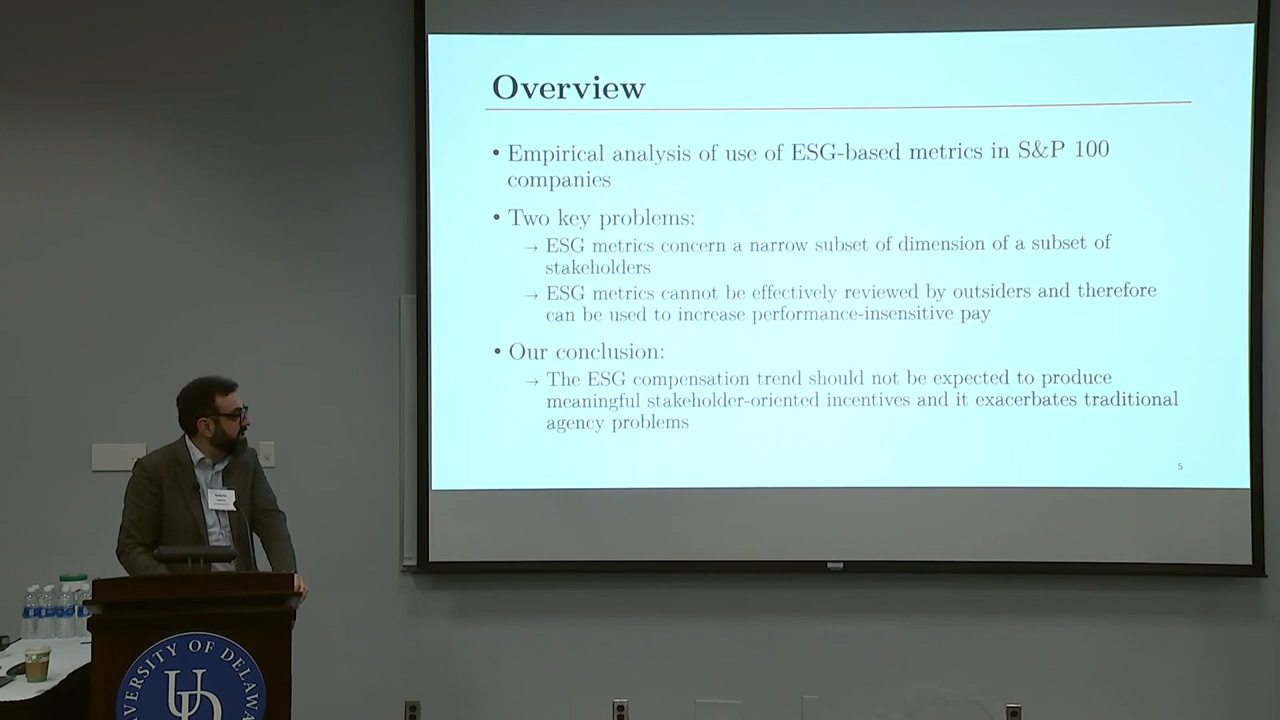 Overview
• Empirical analysis of use of ESG-based metrics in S&P 100
companies
• Two key problems:
→ ESG metrics concern a narrow subset of dimension of a subset of
stakeholders
→ ESG metrics cannot be effectively reviewed by outsiders and therefore
can be used to increase performance-insensitive pay
• Our conclusion:
→ The ESG compensation trend should not be expected to produce
meaningful stakeholder-oriented incentives and it exacerbates traditional
agency problems
5
VERSITY OF DELAWA
UD